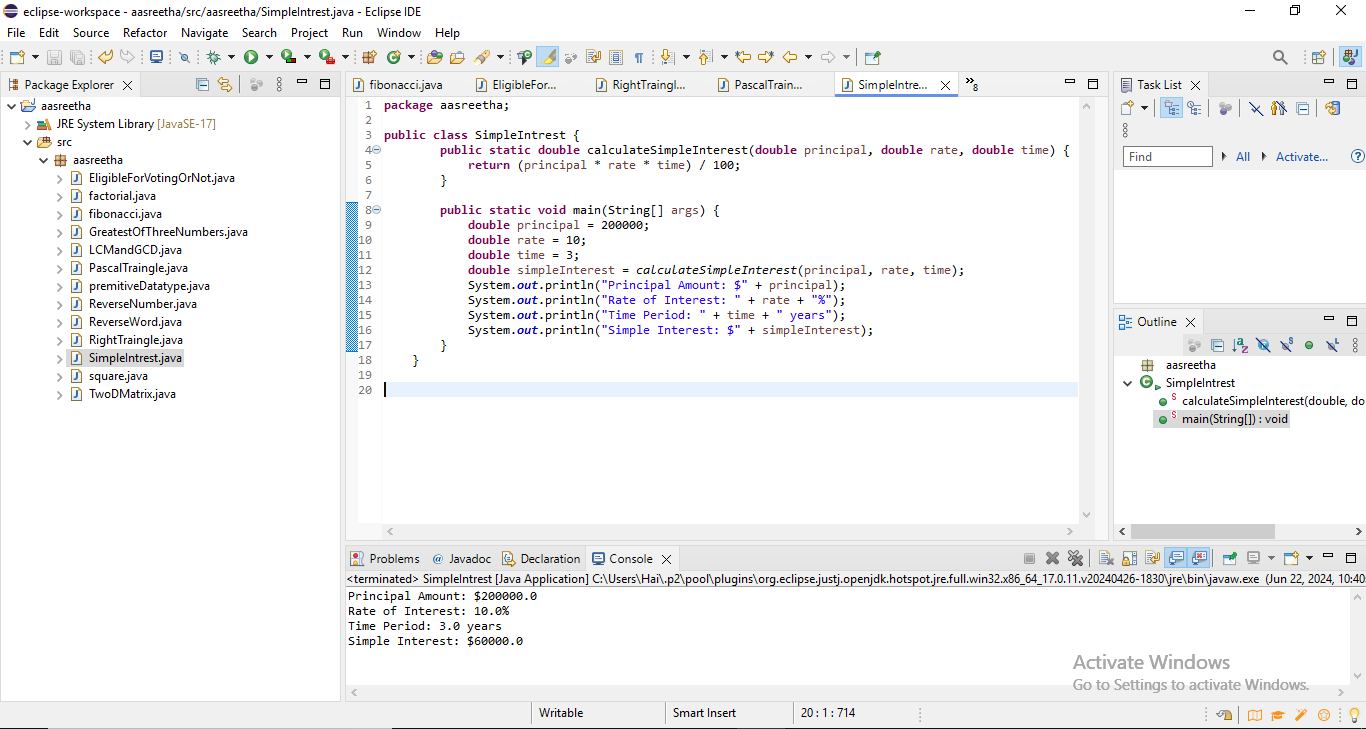 eclipse-workspace - aasreetha/src/aasreetha/SimpleIntrest.java - Eclipse IDE
File Edit Source Refactor Navigate Search Project Run Window Help
Package Explorer
aasreetha
JRE System Library [JavaSE-17]
src
aasreetha
EligibleForVotingOrNot.java
factorial.java
fibonacci.java
GreatestOfThreeNumbers.java
LCMandGCD.java
PascalTraingle.java
premitiveDatatype.java
ReverseNumber.java
ReverseWord.java
RightTraingle.java
SimpleIntrest.java
square.java
TwoDMatrix.java
fibonacci.java EligibleFor... RightTraingl... PascalTrain... SimpleIntre... »8
1 package aasreetha;
2
3 public class SimpleIntrest {
4 public static double calculateSimpleInterest(double principal, double rate, double time) {
5 return (principal * rate * time) / 100;
6 }
7
8 public static void main(String[] args) {
9 double principal = 200000;
10 double rate = 10;
11 double time = 3;
12 double simpleInterest = calculateSimpleInterest(principal, rate, time);
13 System.out.println("Principal Amount: $" + principal);
14 System.out.println("Rate of Interest: " + rate + "%");
15 System.out.println("Time Period: " + time + " years");
16 System.out.println("Simple Interest: $" + simpleInterest);
17 }
18 }
19
20
Task List
Find All Activate...
Outline
aasreetha
SimpleIntrest
calculateSimpleInterest(double, do
main(String[]) : void
Problems @ Javadoc Declaration Console
<terminated> SimpleIntrest [Java Application] C:\Users\Hai\.p2\pool\plugins\org.eclipse.justj.openjdk.hotspot.jre.full.win32.x86_64_17.0.11.v20240426-1830\jre\bin\javaw.exe (Jun 22, 2024, 10:40:
Principal Amount: $200000.0
Rate of Interest: 10.0%
Time Period: 3.0 years
Simple Interest: $60000.0
Activate Windows
Go to Settings to activate Windows.
Writable Smart Insert 20 : 1 : 714